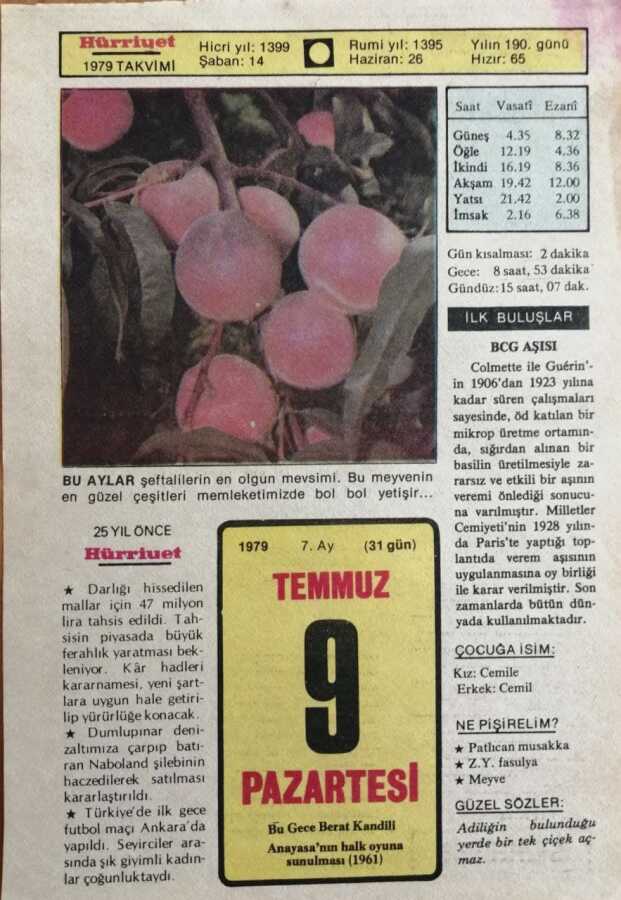 Hürriyet
1979 TAKVİMİ
Hicri yıl: 1399
Şaban: 14
Rumi yıl: 1395
Haziran: 26
Yılın 190. günü
Hızır: 65
Saat Vasatî Ezanî
Güneş 4.35 8.32
Öğle 12.19 4.36
İkindi 16.19 8.36
Akşam 19.42 12.00
Yatsı 21.42 2.00
İmsak 2.16 6.38
Gün kısalması: 2 dakika
Gece: 8 saat, 53 dakika
Gündüz: 15 saat, 07 dak.
BU AYLAR şeftalilerin en olgun mevsimi. Bu meyvenin
en güzel çeşitleri memleketimizde bol bol yetişir...
25 YIL ÖNCE
Hürriyet
★ Darlığı hissedilen
mallar için 47 milyon
lira tahsis edildi. Tah-
sisin piyasada büyük
ferahlık yaratması bek-
leniyor. Kâr hadleri
kararnamesi, yeni şart-
lara uygun hale getiri-
lip yürürlüğe konacak.
★ Dumlupınar deni-
zaltımıza çarpıp batı-
ran Naboland şilebinin
haczedilerek satılması
kararlaştırıldı.
★ Türkiye'de ilk gece
futbol maçı Ankara'da
yapıldı. Seyirciler ara-
sında şık giyimli kadın-
lar çoğunluktaydı.
1979 7. Ay (31 gün)
TEMMUZ
9
PAZARTESİ
Bu Gece Berat Kandili
Anayasa'nın halk oyuna
sunulması (1961)
İLK BULUŞLAR
BCG AŞISI
Colmette ile Guérin'-
in 1906'dan 1923 yılına
kadar süren çalışmaları
sayesinde, öd katılan bir
mikrop üretme ortamın-
da, sığırdan alınan bir
basilin üretilmesiyle za-
rarsız ve etkili bir aşının
veremi önlediği sonucu-
na varılmıştır. Milletler
Cemiyeti'nin 1928 yılın-
da Paris'te yaptığı top-
lantıda verem aşısının
uygulanmasına oy birliği
ile karar verilmiştir. Son
zamanlarda bütün dün-
yada kullanılmaktadır.
ÇOCUĞA İSİM:
Kız: Cemile
Erkek: Cemil
NE PİŞİRELİM?
★ Patlıcan musakka
★ Z.Y. fasulya
★ Meyve
GÜZEL SÖZLER:
Adiliğin bulunduğu
yerde bir tek çiçek aç-
maz.